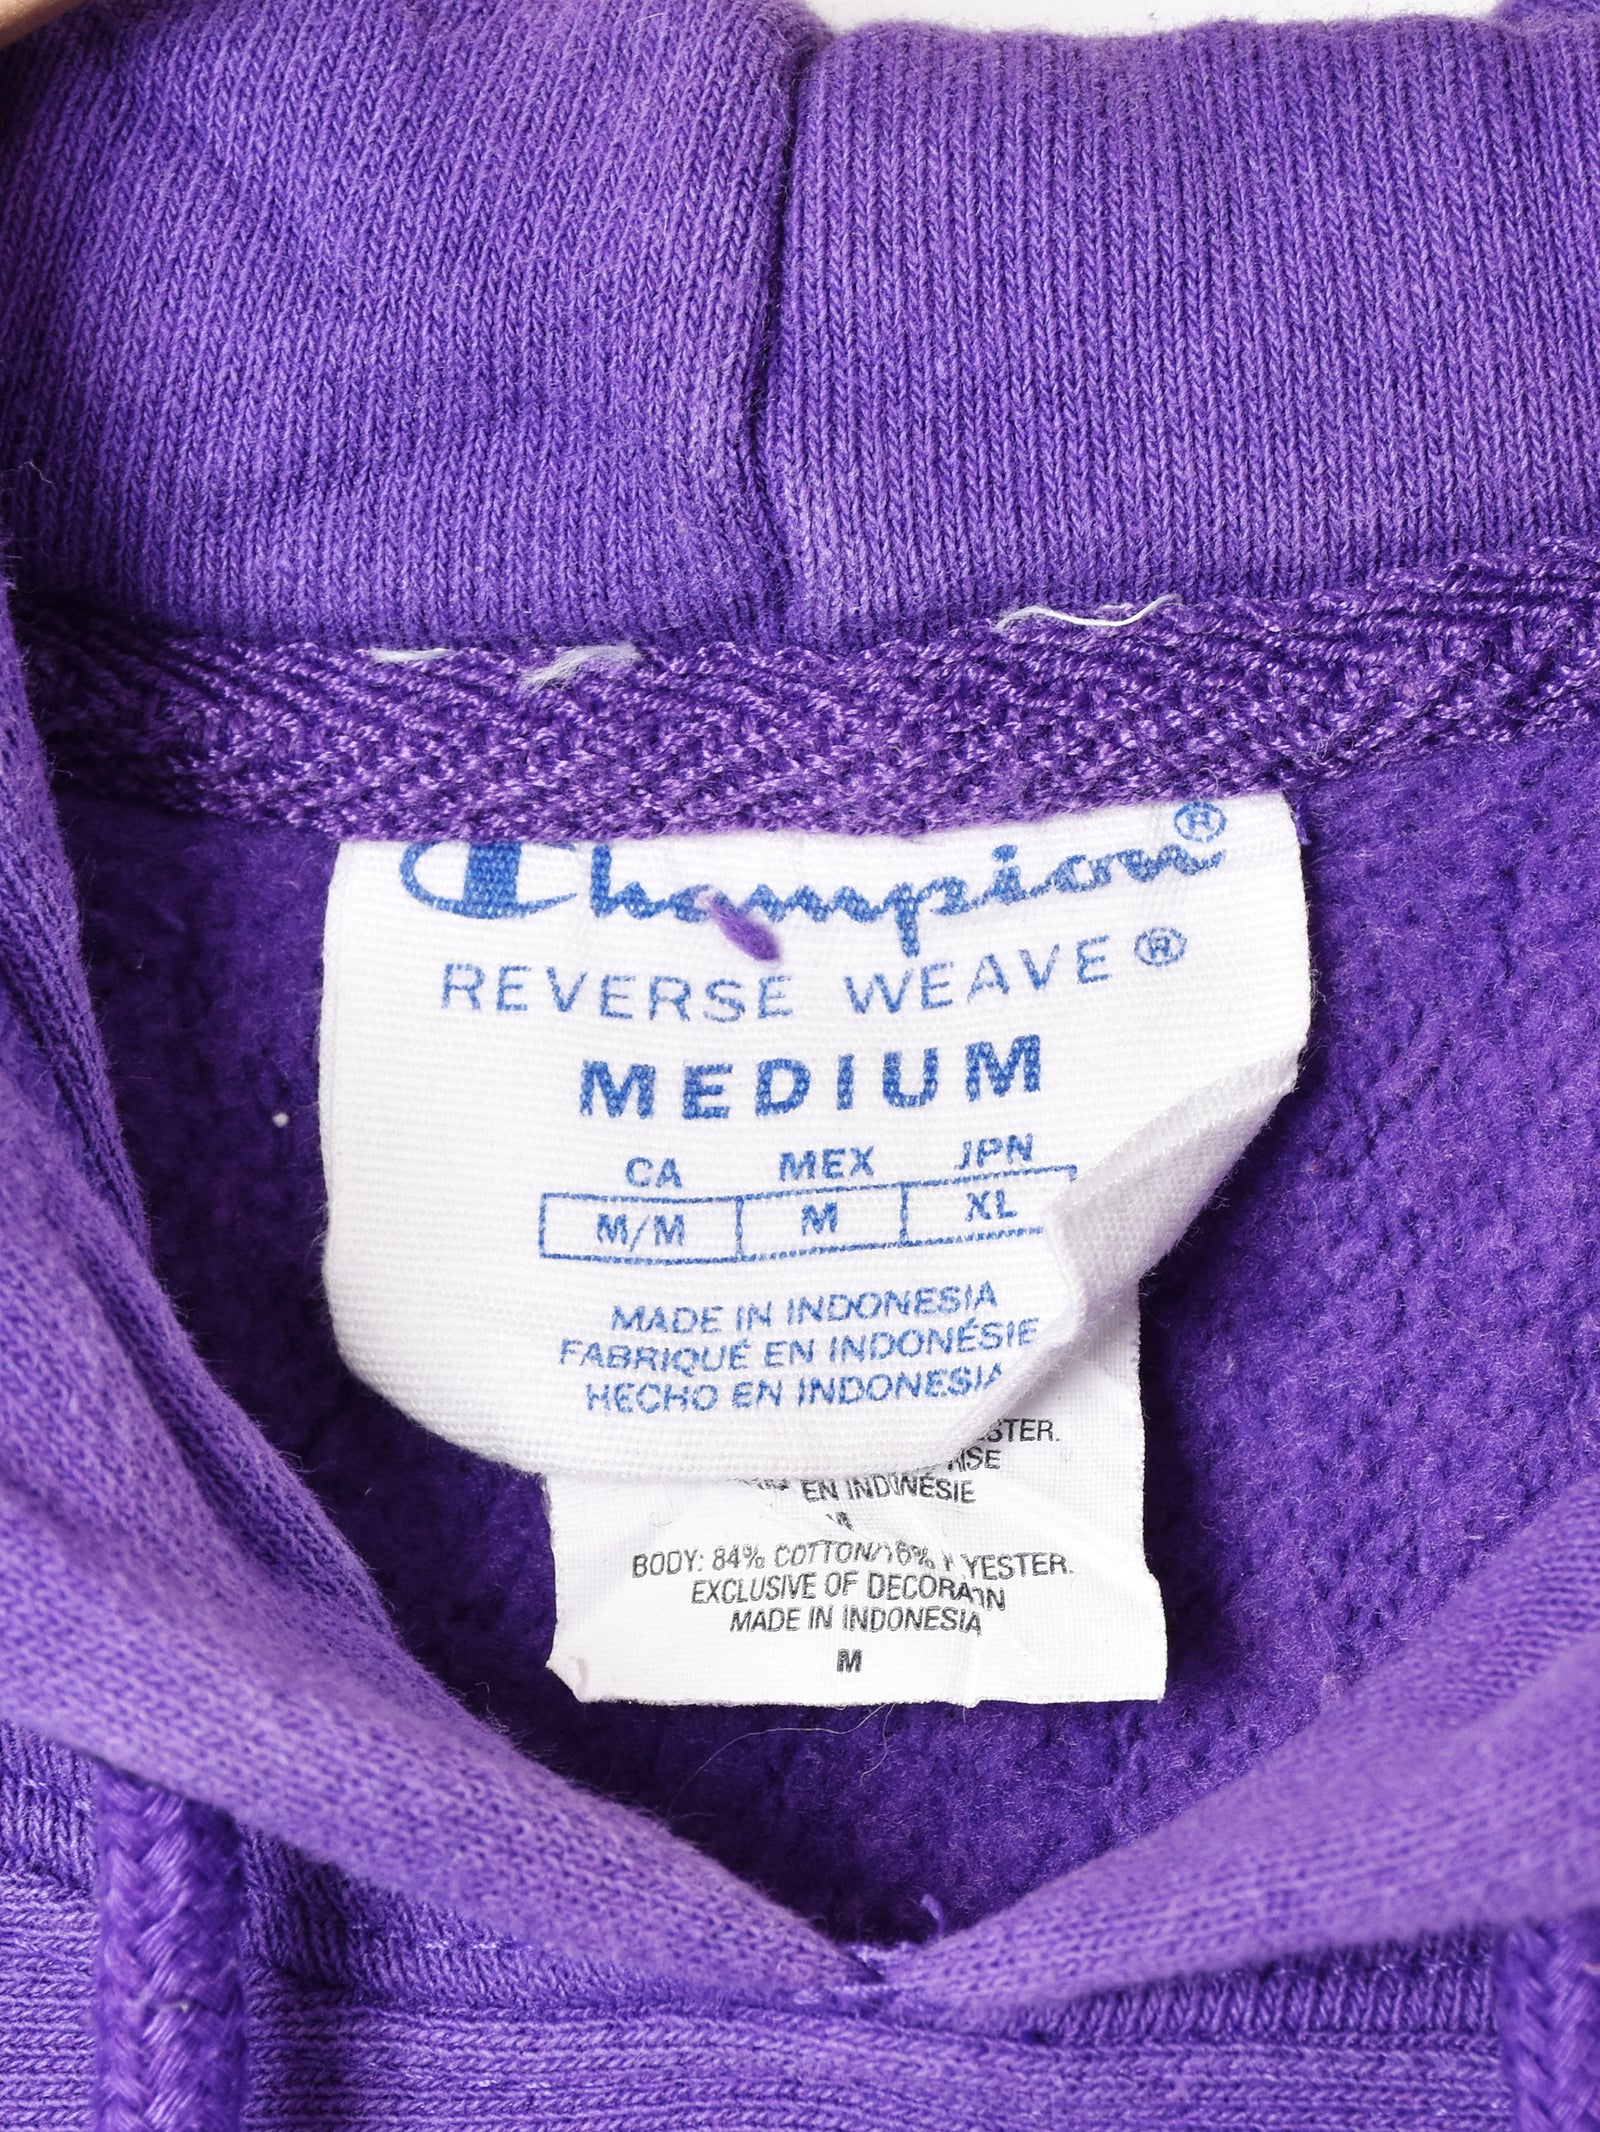 Champion®
REVERSE WEAVE®
MEDIUM
CA MEX JPN
M/M M XL
MADE IN INDONESIA
FABRIQUÉ EN INDONÉSIE
HECHO EN INDONESIA
EN INDONÉSIE
M
BODY: 84% COTTON/16%
EXCLUSIVE OF DECORATION
MADE IN INDONESIA
M